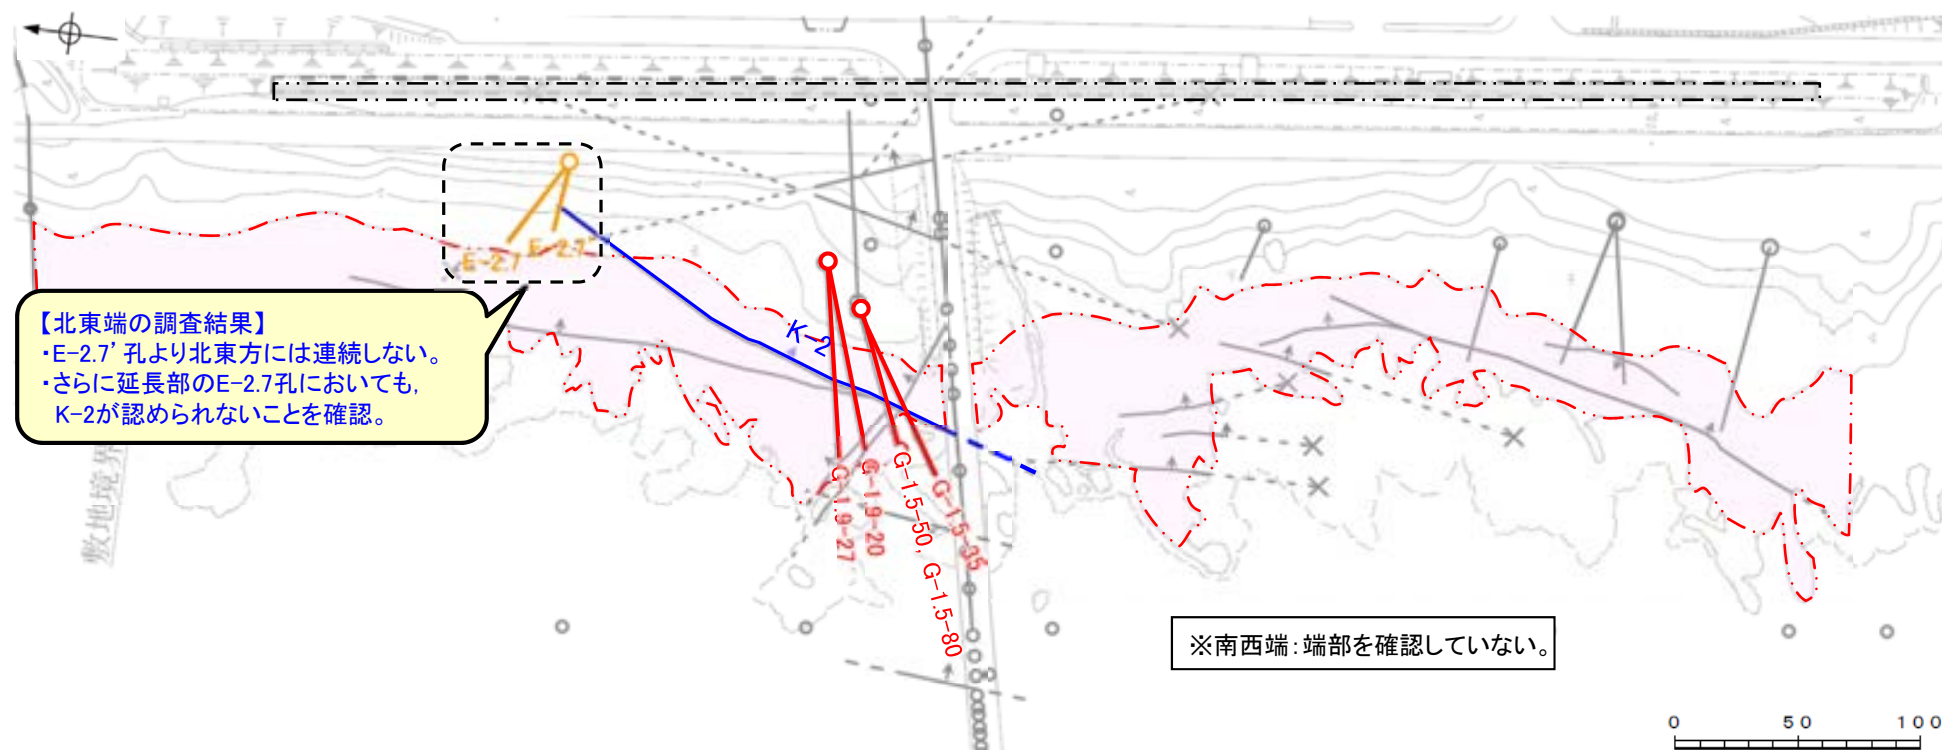 E-2.7
E-2.7'
【北東端の調査結果】
・E-2.7’孔より北東方には連続しない。
・さらに延長部のE-2.7孔においても,
K-2が認められないことを確認。
K-2
敷地境界
G-1.9-27
G-1.9-20
G-1.5-50, G-1.5-80
G-1.5-35
※南西端：端部を確認していない。
0 50 100